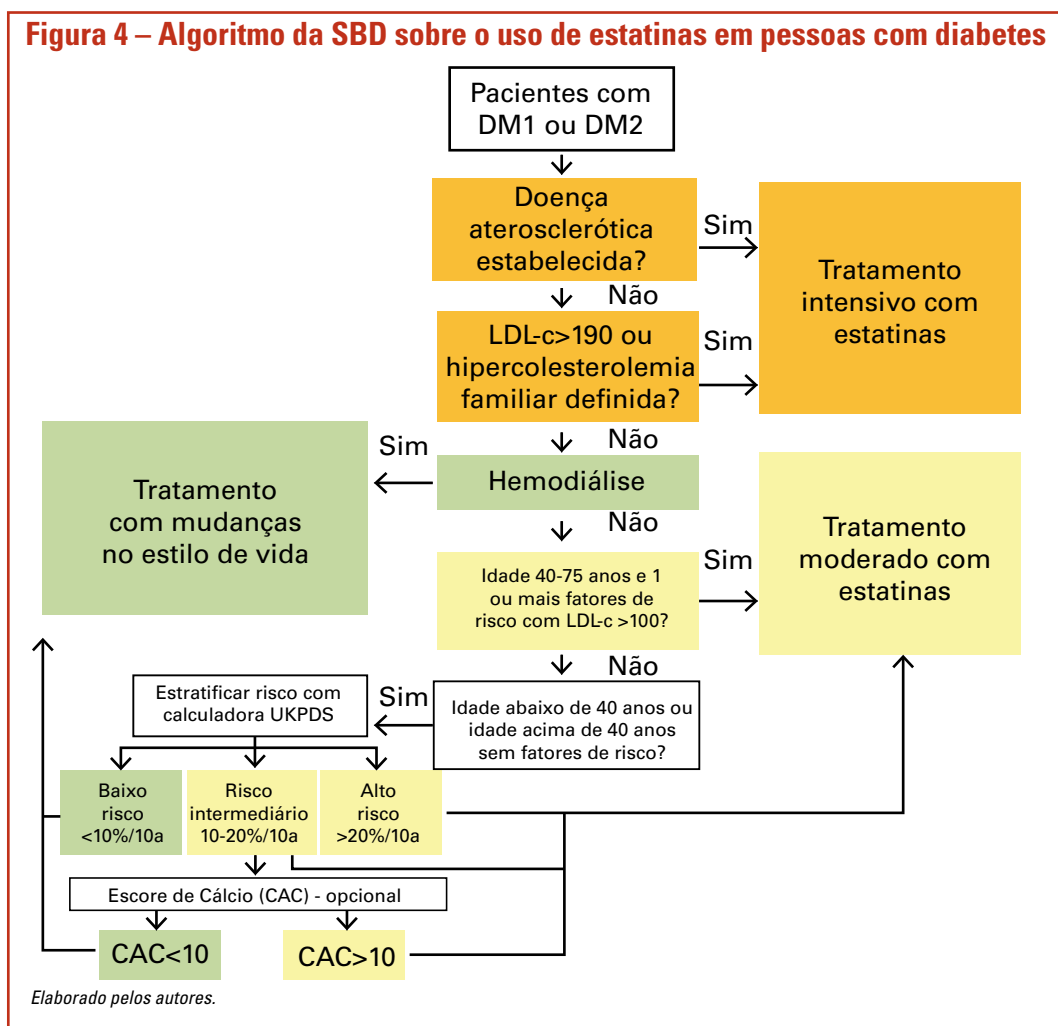 Figura 4 – Algoritmo da SBD sobre o uso de estatinas em pessoas com diabetes
Pacientes com
DM1 ou DM2
Doença
aterosclerótica
estabelecida?
Sim
Tratamento
intensivo com
estatinas
Não
LDL-c>190 ou
hipercolesterolemia
familiar definida?
Sim
Não
Hemodiálise
Sim
Tratamento
com mudanças
no estilo de vida
Não
Idade 40-75 anos e 1
ou mais fatores de
risco com LDL-c >100?
Sim
Tratamento
moderado com
estatinas
Não
Idade abaixo de 40 anos ou
idade acima de 40 anos
sem fatores de risco?
Sim
Estratificar risco com
calculadora UKPDS
Baixo
risco
<10%/10a
Risco
intermediário
10-20%/10a
Alto
risco
>20%/10a
Escore de Cálcio (CAC) - opcional
CAC<10
CAC>10
Elaborado pelos autores.